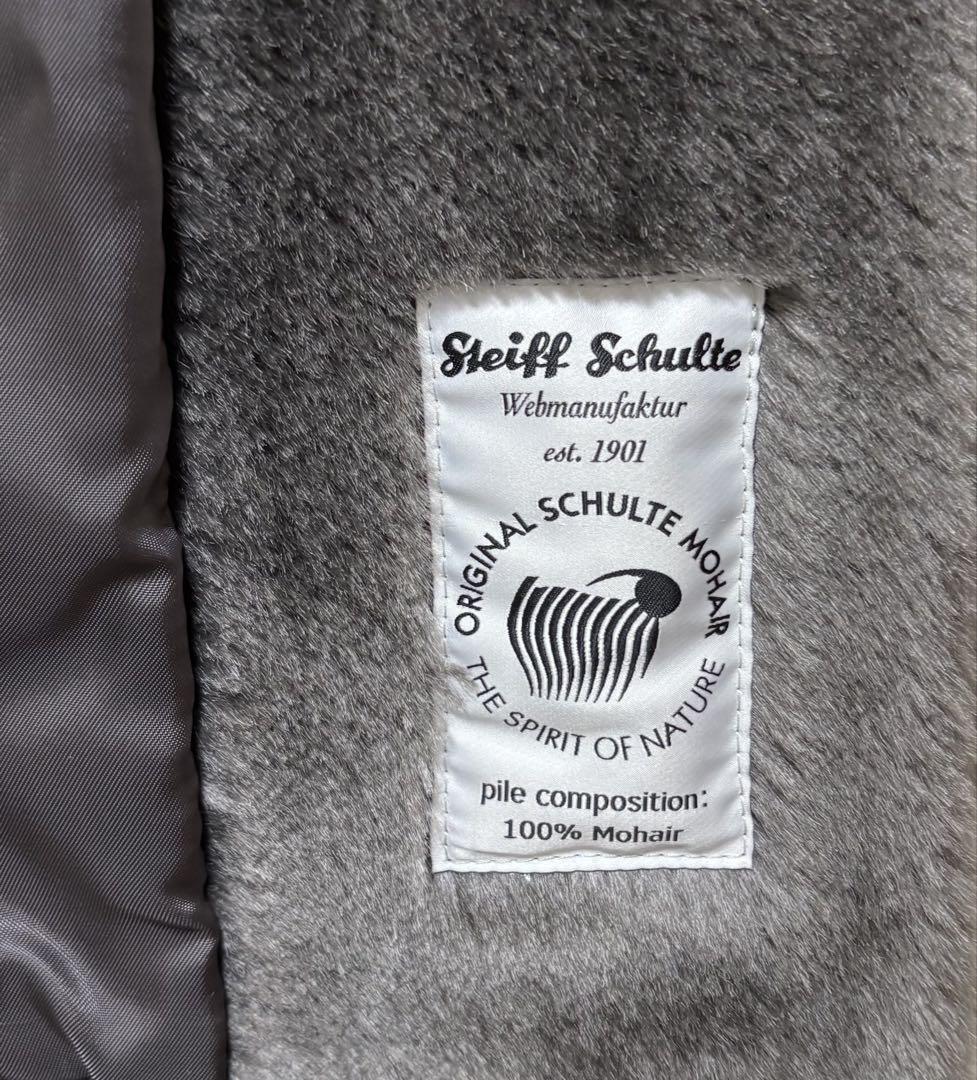 Steiff Schulte
Webmanufaktur
est. 1901
ORIGINAL SCHULTE MOHAIR
THE SPIRIT OF NATURE
pile composition:
100% Mohair